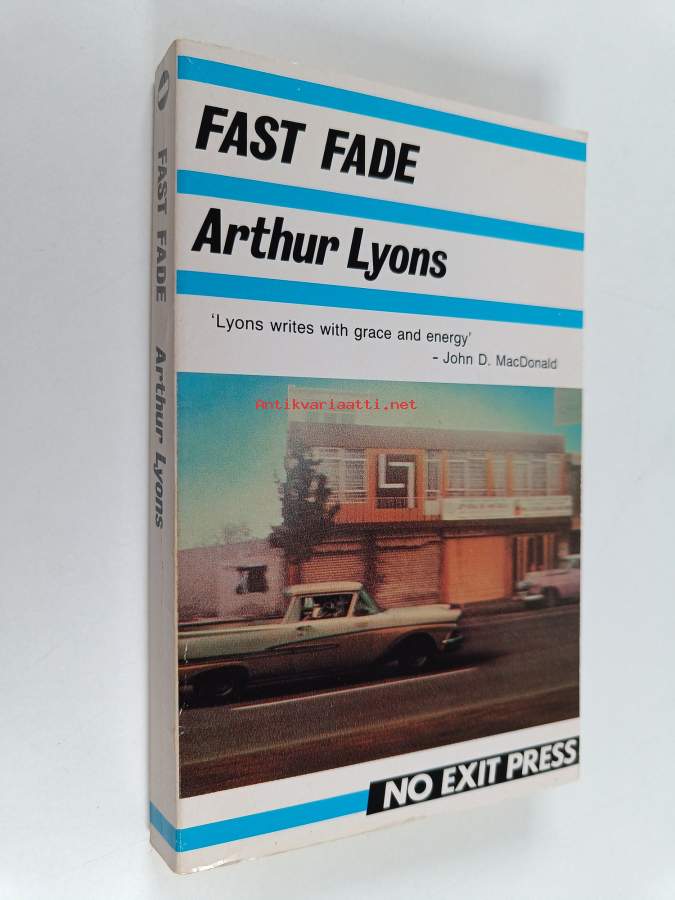 FAST FADE
Arthur Lyons
'Lyons writes with grace and energy'
- John D. MacDonald
Antikvariaatti.net
NO EXIT PRESS
FAST FADE Arthur Lyons